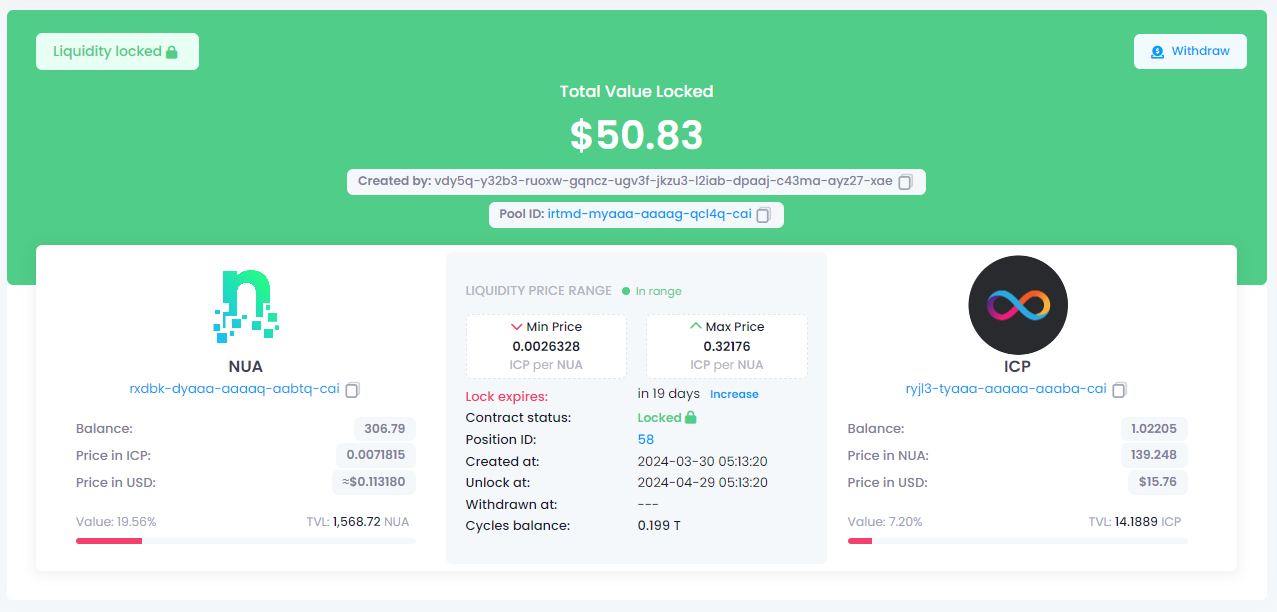 Liquidity locked
Withdraw
Total Value Locked
$50.83
Created by: vdy5q-y32b3-ruoxw-gqncz-ugv3f-jkzu3-l2iab-dpaaj-c43ma-ayz27-xae
Pool ID: irtmd-myaaa-aaaag-qcl4q-cai
NUA
rxdbk-dyaaa-aaaaq-aabtq-cai
Balance: 306.79
Price in ICP: 0.0071815
Price in USD: ≈$0.113180
Value: 19.56% TVL: 1,568.72 NUA
LIQUIDITY PRICE RANGE In range
Min Price
0.0026328
ICP per NUA
Max Price
0.32176
ICP per NUA
Lock expires: in 19 days Increase
Contract status: Locked
Position ID: 58
Created at: 2024-03-30 05:13:20
Unlock at: 2024-04-29 05:13:20
Withdrawn at: ---
Cycles balance: 0.199 T
ICP
ryjl3-tyaaa-aaaaa-aaaba-cai
Balance: 1.02205
Price in NUA: 139.248
Price in USD: $15.76
Value: 7.20% TVL: 14.1889 ICP